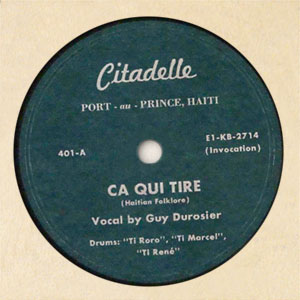 Citadelle
PORT - au - PRINCE, HAITI
401-A
E1-KB-2714
(Invocation)
CA QUI TIRE
(Haitian Folklore)
Vocal by Guy Durosier
Drums: "Ti Roro", "Ti Marcel",
"Ti René"